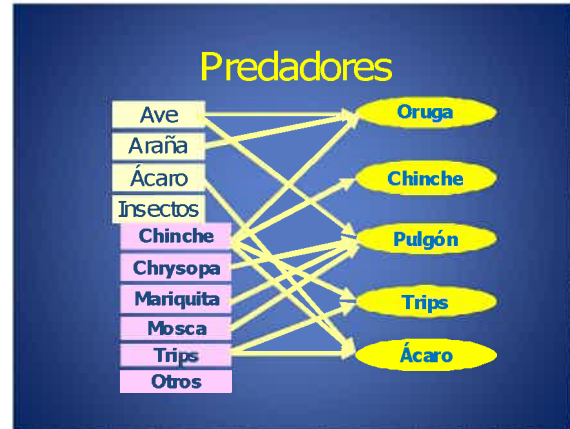 Predadores
Ave
Araña
Ácaro
Insectos
Chinche
Chrysopa
Mariquita
Mosca
Trips
Otros
Oruga
Chinche
Pulgón
Trips
Ácaro